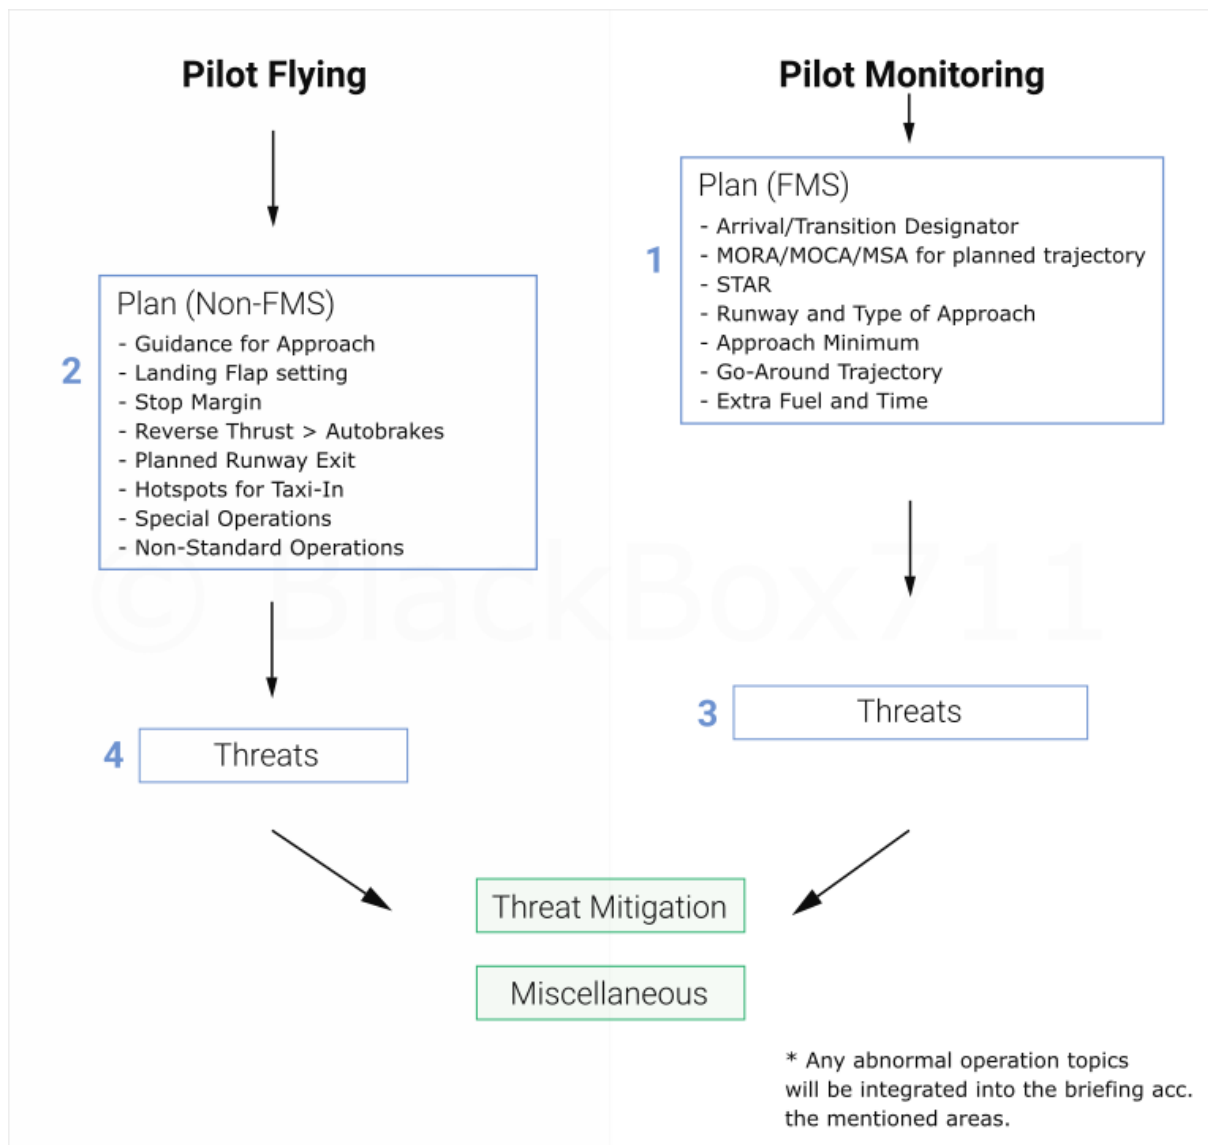 Pilot Flying
Pilot Monitoring
1
Plan (FMS)
- Arrival/Transition Designator
- MORA/MOCA/MSA for planned trajectory
- STAR
- Runway and Type of Approach
- Approach Minimum
- Go-Around Trajectory
- Extra Fuel and Time
2
Plan (Non-FMS)
- Guidance for Approach
- Landing Flap setting
- Stop Margin
- Reverse Thrust > Autobrakes
- Planned Runway Exit
- Hotspots for Taxi-In
- Special Operations
- Non-Standard Operations
© BlackBox711
3
Threats
4
Threats
Threat Mitigation
Miscellaneous
* Any abnormal operation topics
will be integrated into the briefing acc.
the mentioned areas.